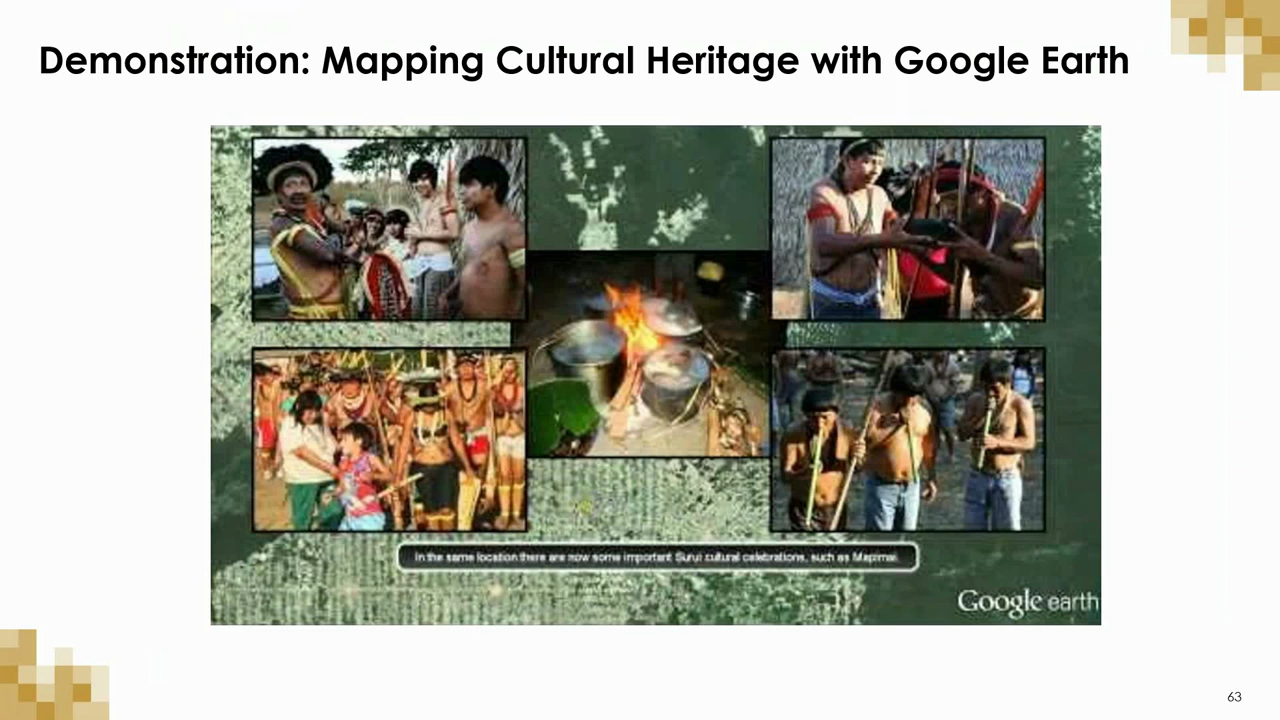 Demonstration: Mapping Cultural Heritage with Google Earth
In the same location there are now some important Surui cultural celebrations, such as Mapimai.
Google earth
63